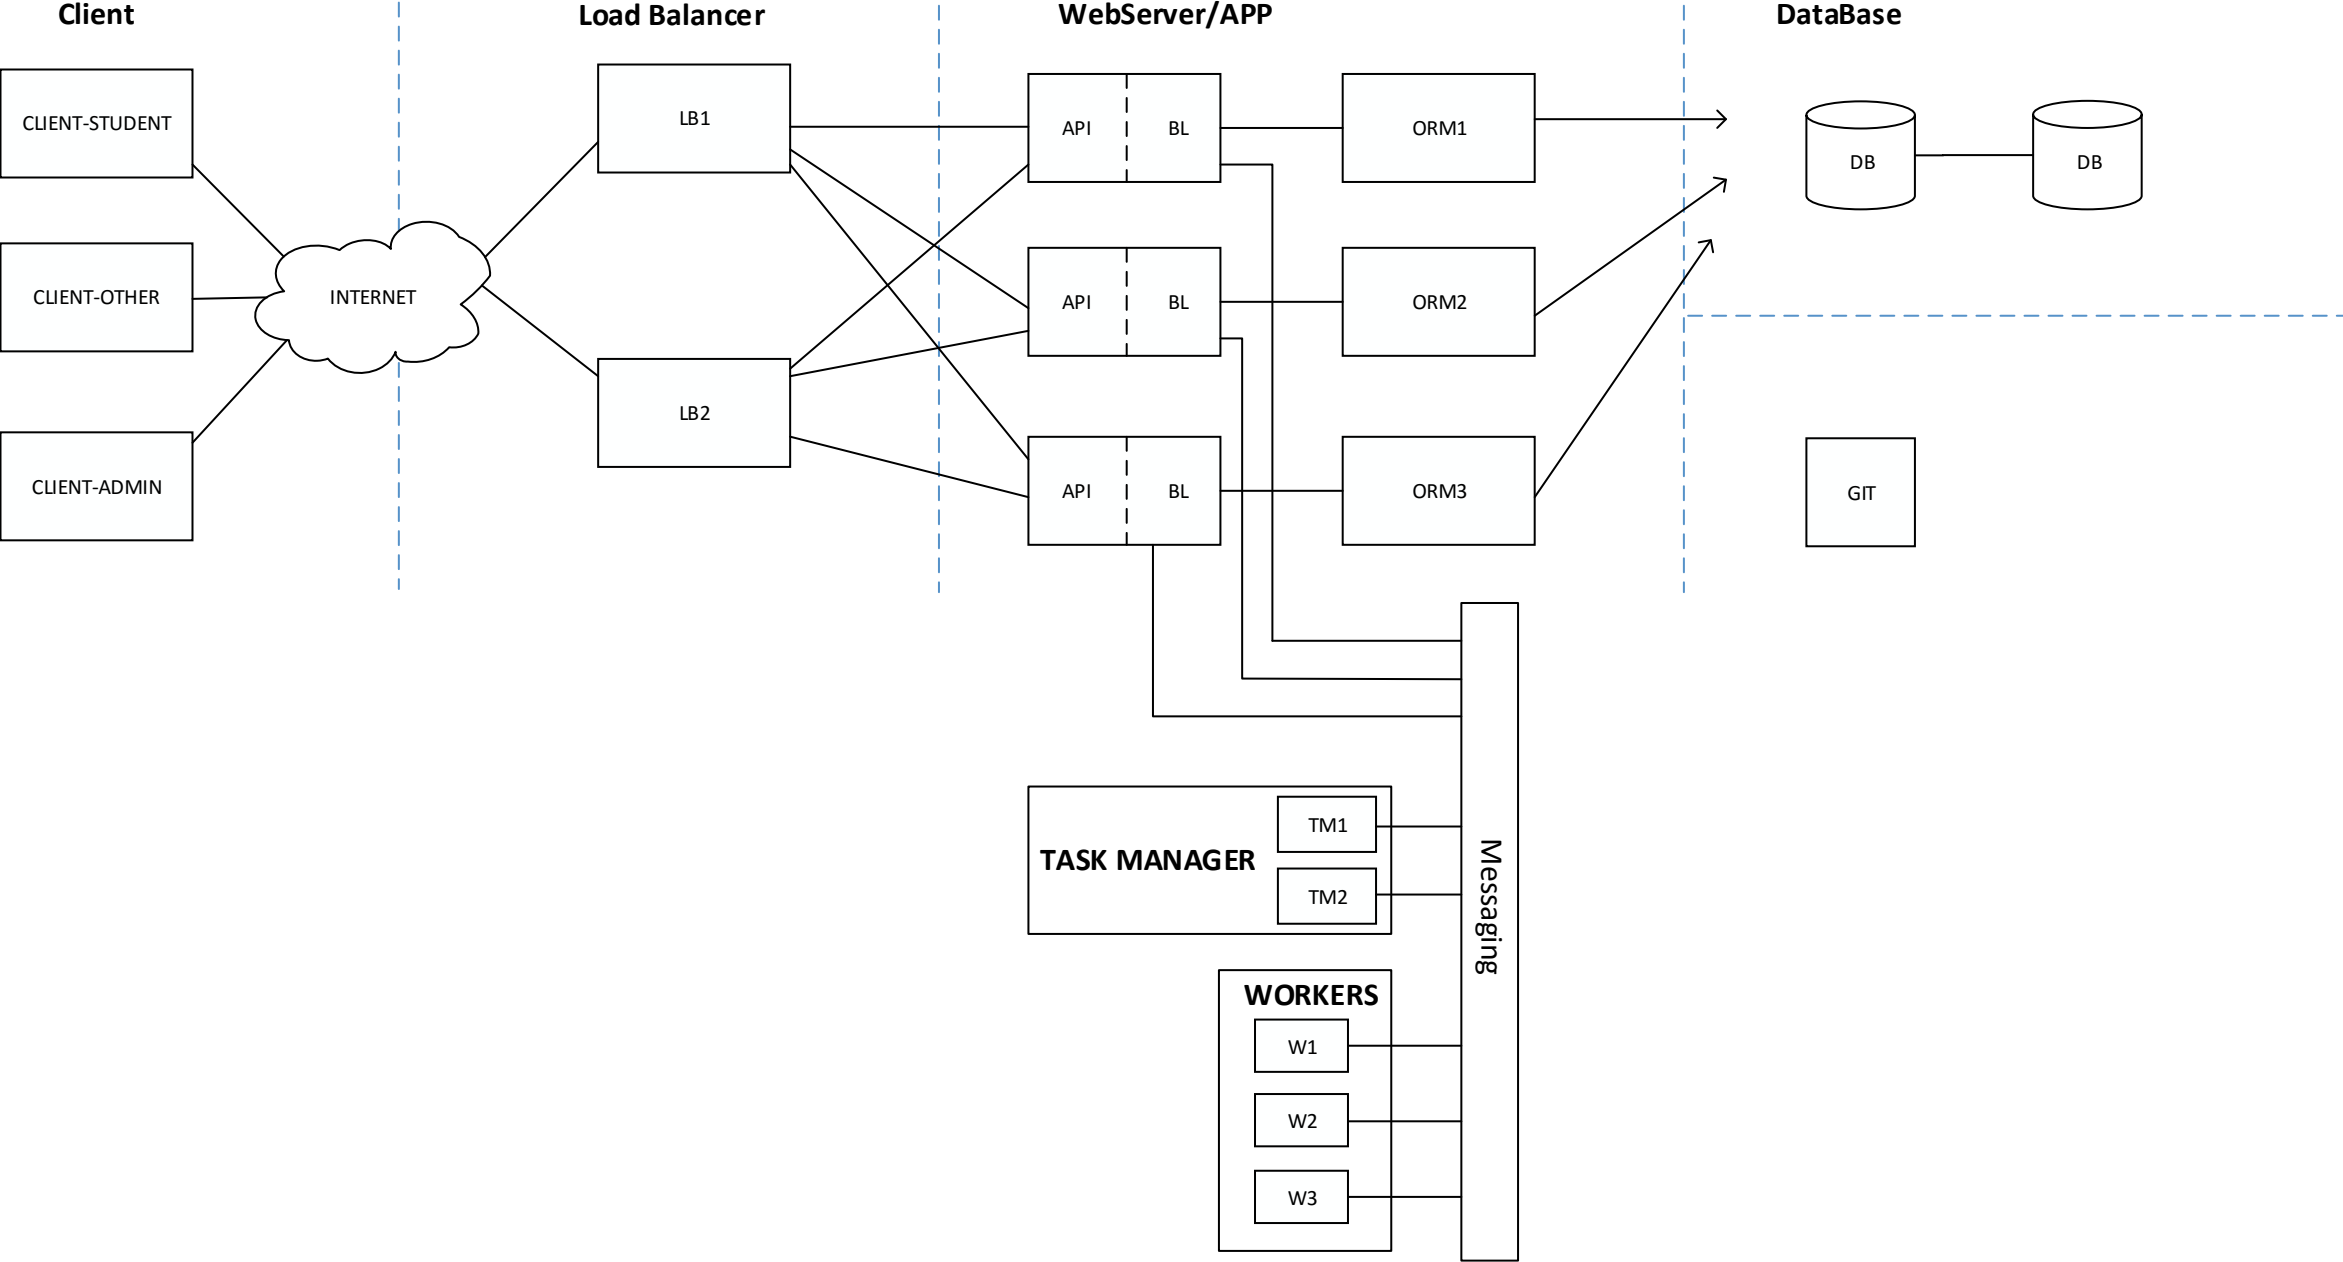 Client
Load Balancer
WebServer/APP
DataBase
CLIENT-STUDENT
CLIENT-OTHER
CLIENT-ADMIN
INTERNET
LB1
LB2
API
BL
ORM1
API
BL
ORM2
API
BL
ORM3
DB
DB
GIT
TASK MANAGER
TM1
TM2
WORKERS
W1
W2
W3
Messaging